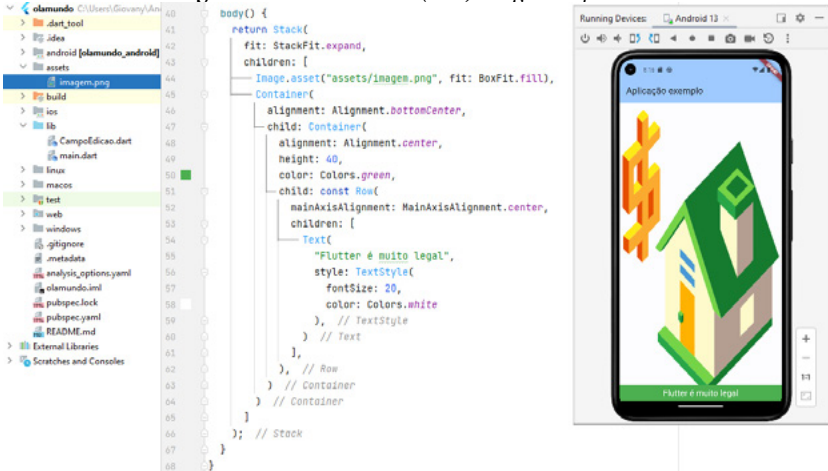 olamundo C:\Users\Giovany\An
.dart_tool
.idea
android [olamundo_android]
assets
imagem.png
build
ios
lib
CampoEdicao.dart
main.dart
linux
macos
test
web
windows
.gitignore
.metadata
analysis_options.yaml
olamundo.iml
pubspec.lock
pubspec.yaml
README.md
External Libraries
Scratches and Consoles
40 body() {
41 return Stack(
42 fit: StackFit.expand,
43 children: [
44 Image.asset("assets/imagem.png", fit: BoxFit.fill),
45 Container(
46 alignment: Alignment.bottomCenter,
47 child: Container(
48 alignment: Alignment.center,
49 height: 40,
50 color: Colors.green,
51 child: const Row(
52 mainAxisAlignment: MainAxisAlignment.center,
53 children: [
54 Text(
55 "Flutter é muito legal",
56 style: TextStyle(
57 fontSize: 20,
58 color: Colors.white
59 ), // TextStyle
60 ) // Text
61 ],
62 ), // Row
63 ) // Container
64 ) // Container
65 ]
66 ); // Stack
67 }
68 }
Running Devices: Android 13
Aplicação exemplo
Flutter é muito legal
1:1